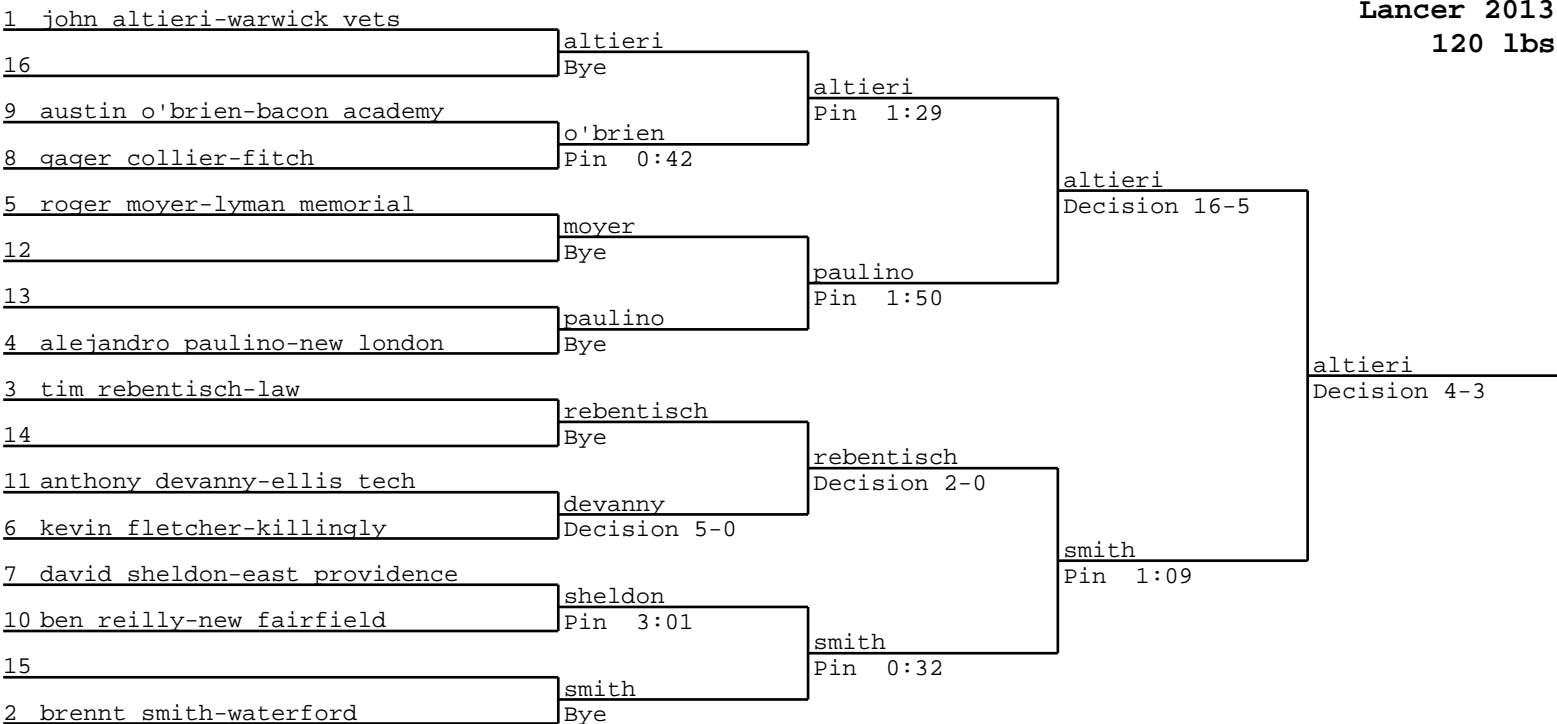 Lancer 2013
120 lbs
1 john altieri-warwick vets
16
9 austin o'brien-bacon academy
8 gager collier-fitch
5 roger moyer-lyman memorial
12
13
4 alejandro paulino-new london
3 tim rebentisch-law
14
11 anthony devanny-ellis tech
6 kevin fletcher-killingly
7 david sheldon-east providence
10 ben reilly-new fairfield
15
2 brennt smith-waterford
altieri
Bye
o'brien
Pin 0:42
moyer
Bye
paulino
Bye
rebentisch
Bye
devanny
Decision 5-0
sheldon
Pin 3:01
smith
Bye
altieri
Pin 1:29
paulino
Pin 1:50
rebentisch
Decision 2-0
smith
Pin 0:32
altieri
Decision 16-5
smith
Pin 1:09
altieri
Decision 4-3